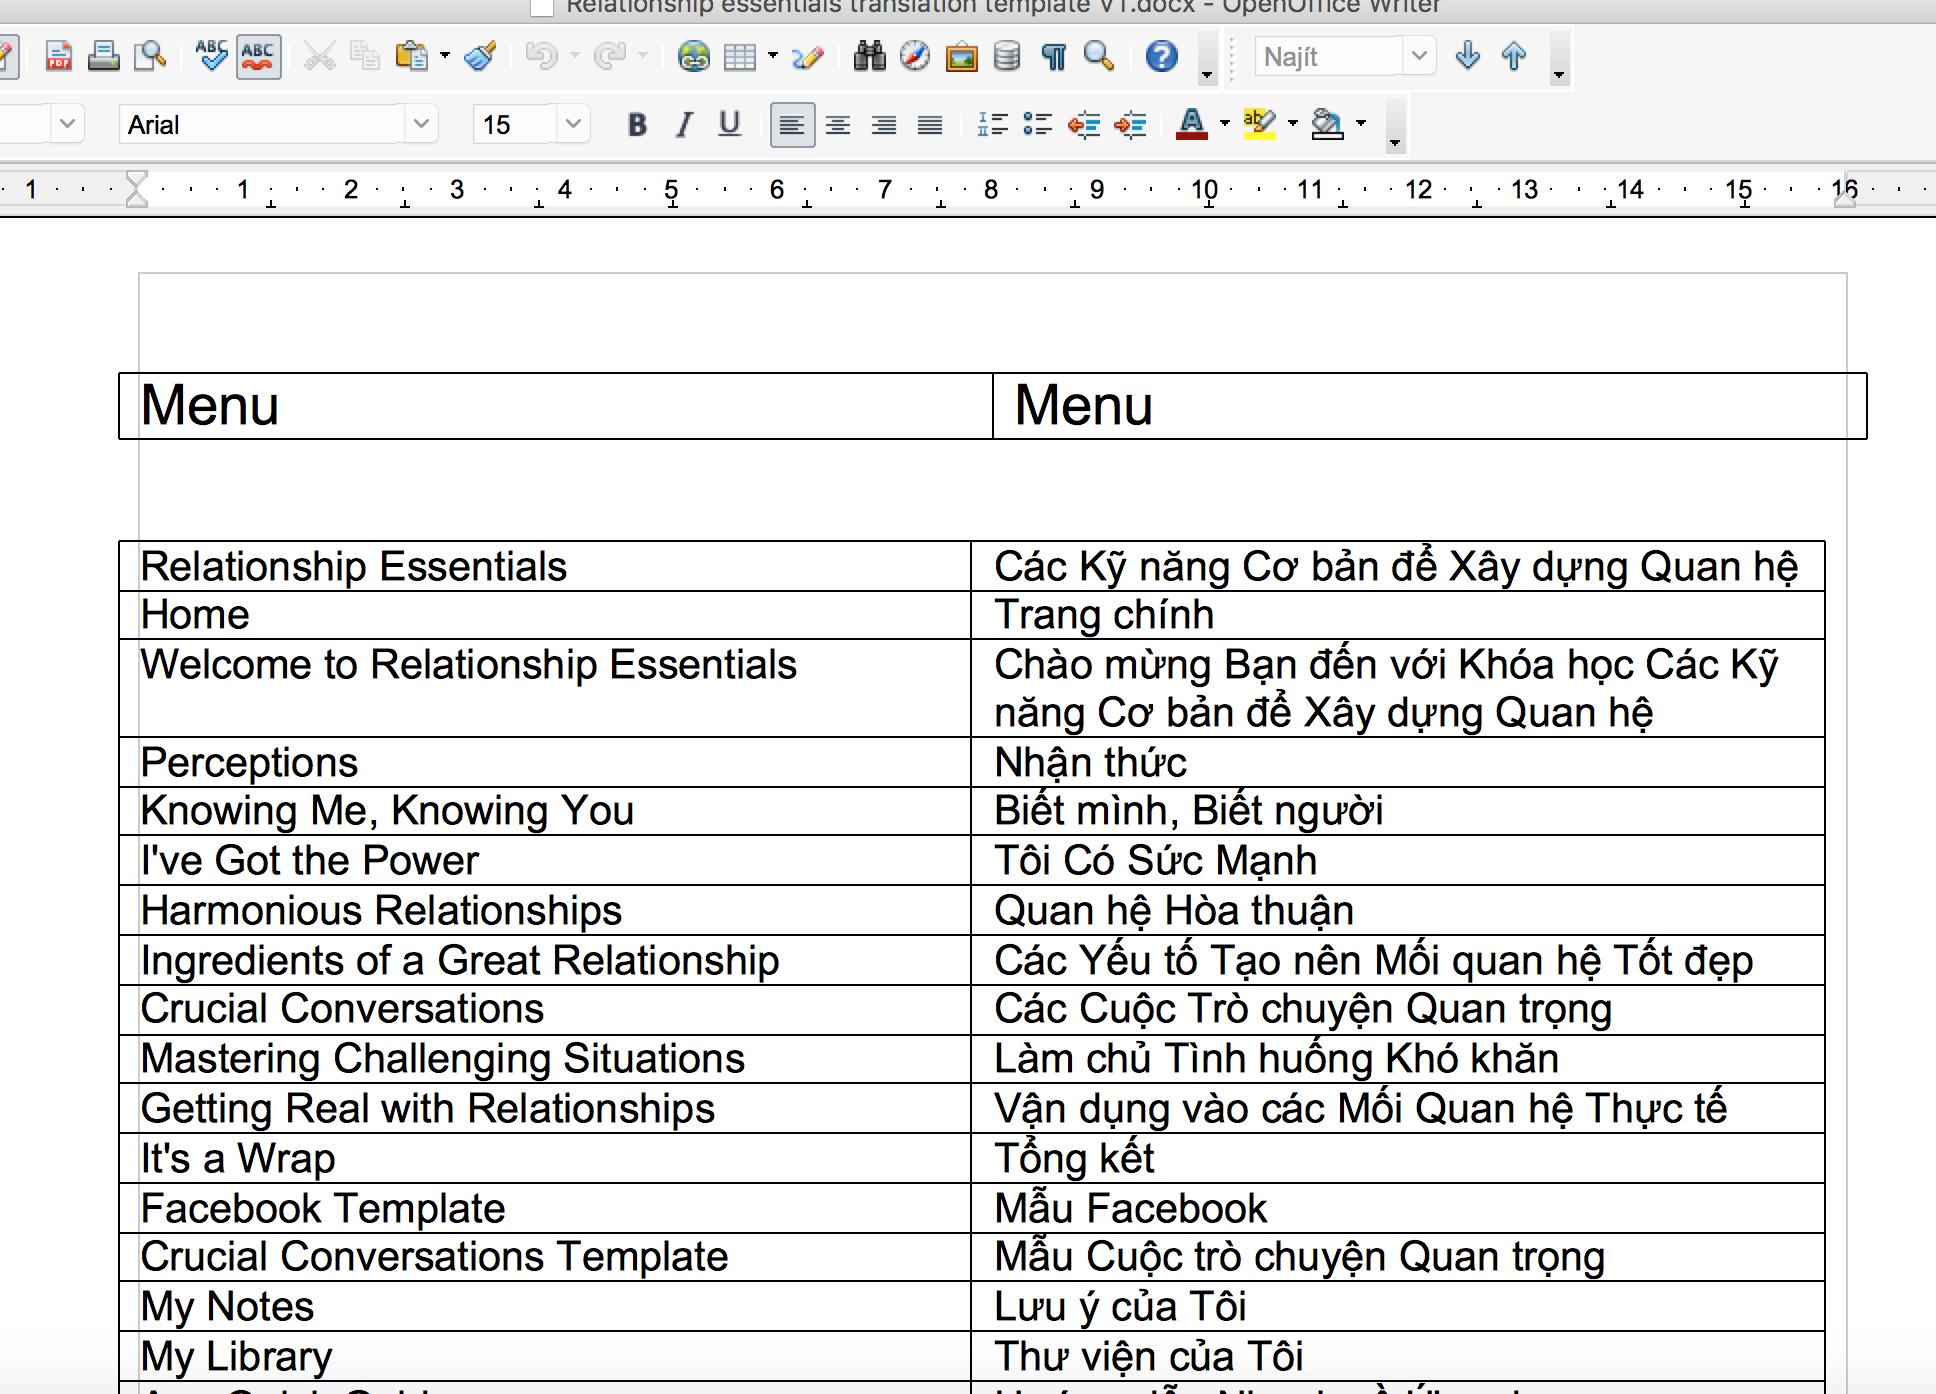 Relationship essentials translation template V1.docx - OpenOffice Writer
PDF ABC ABC Najít
Arial 15 B I U A ab
1 1 2 3 4 5 6 7 8 9 10 11 12 13 14 15 16
Menu Menu
Relationship Essentials Các Kỹ năng Cơ bản để Xây dựng Quan hệ
Home Trang chính
Welcome to Relationship Essentials Chào mừng Bạn đến với Khóa học Các Kỹ
năng Cơ bản để Xây dựng Quan hệ
Perceptions Nhận thức
Knowing Me, Knowing You Biết mình, Biết người
I've Got the Power Tôi Có Sức Mạnh
Harmonious Relationships Quan hệ Hòa thuận
Ingredients of a Great Relationship Các Yếu tố Tạo nên Mối quan hệ Tốt đẹp
Crucial Conversations Các Cuộc Trò chuyện Quan trọng
Mastering Challenging Situations Làm chủ Tình huống Khó khăn
Getting Real with Relationships Vận dụng vào các Mối Quan hệ Thực tế
It's a Wrap Tổng kết
Facebook Template Mẫu Facebook
Crucial Conversations Template Mẫu Cuộc trò chuyện Quan trọng
My Notes Lưu ý của Tôi
My Library Thư viện của Tôi